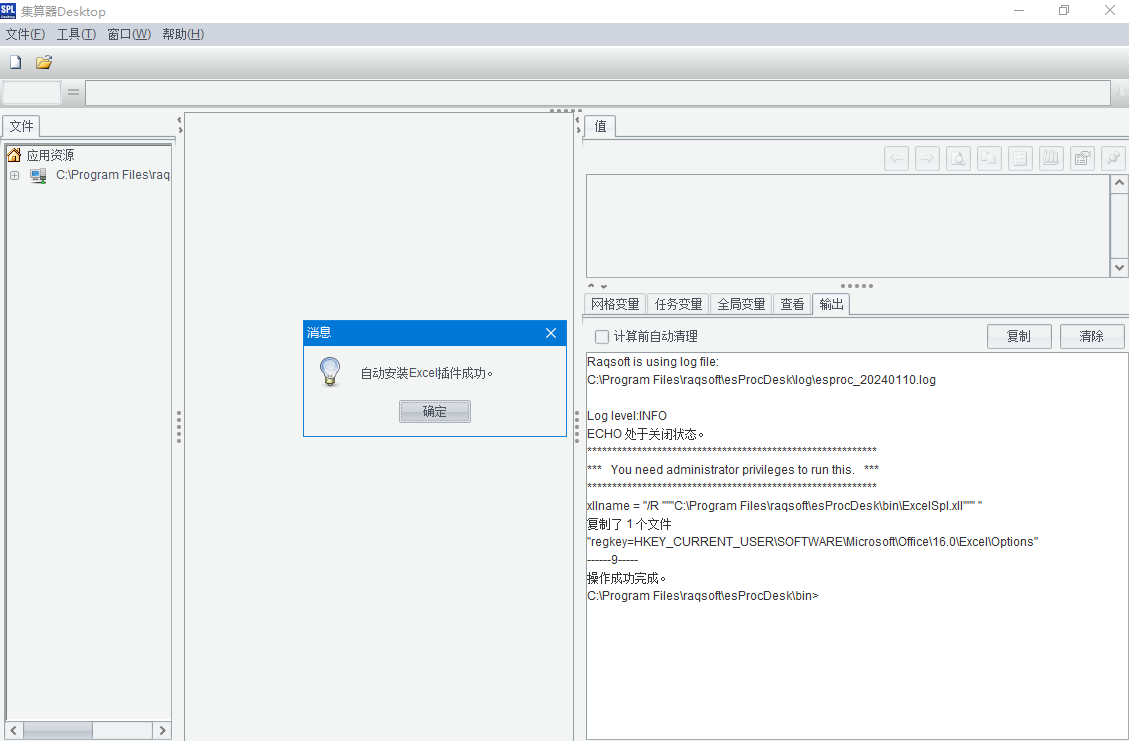 SPL
Desktop
集算器Desktop
文件(F) 工具(T) 窗口(W) 帮助(H)
文件
应用资源
C:\Program Files\raq
值
消息
自动安装Excel插件成功。
确定
网格变量 任务变量 全局变量 查看 输出
计算前自动清理 复制 清除
Raqsoft is using log file:
C:\Program Files\raqsoft\esProcDesk\log\esproc_20240110.log
Log level:INFO
ECHO 处于关闭状态。
**********************************************************
*** You need administrator privileges to run this. ***
**********************************************************
xllname = "/R """"C:\Program Files\raqsoft\esProcDesk\bin\ExcelSpl.xll"""" "
复制了 1 个文件
"regkey=HKEY_CURRENT_USER\SOFTWARE\Microsoft\Office\16.0\Excel\Options"
------9-----
操作成功完成。
C:\Program Files\raqsoft\esProcDesk\bin>